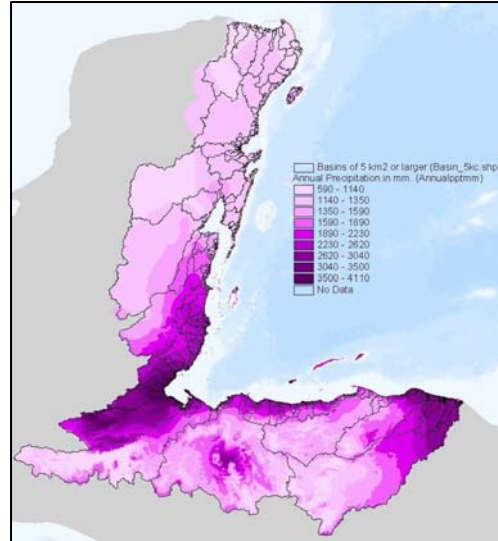 Basins of 5 km2 or larger (Basin_5kc.shp
Annual Precipitation in mm. (Annualpptmm)
590 - 1140
1140 - 1350
1350 - 1590
1590 - 1890
1890 - 2230
2230 - 2620
2620 - 3040
3040 - 3500
3500 - 4110
No Data